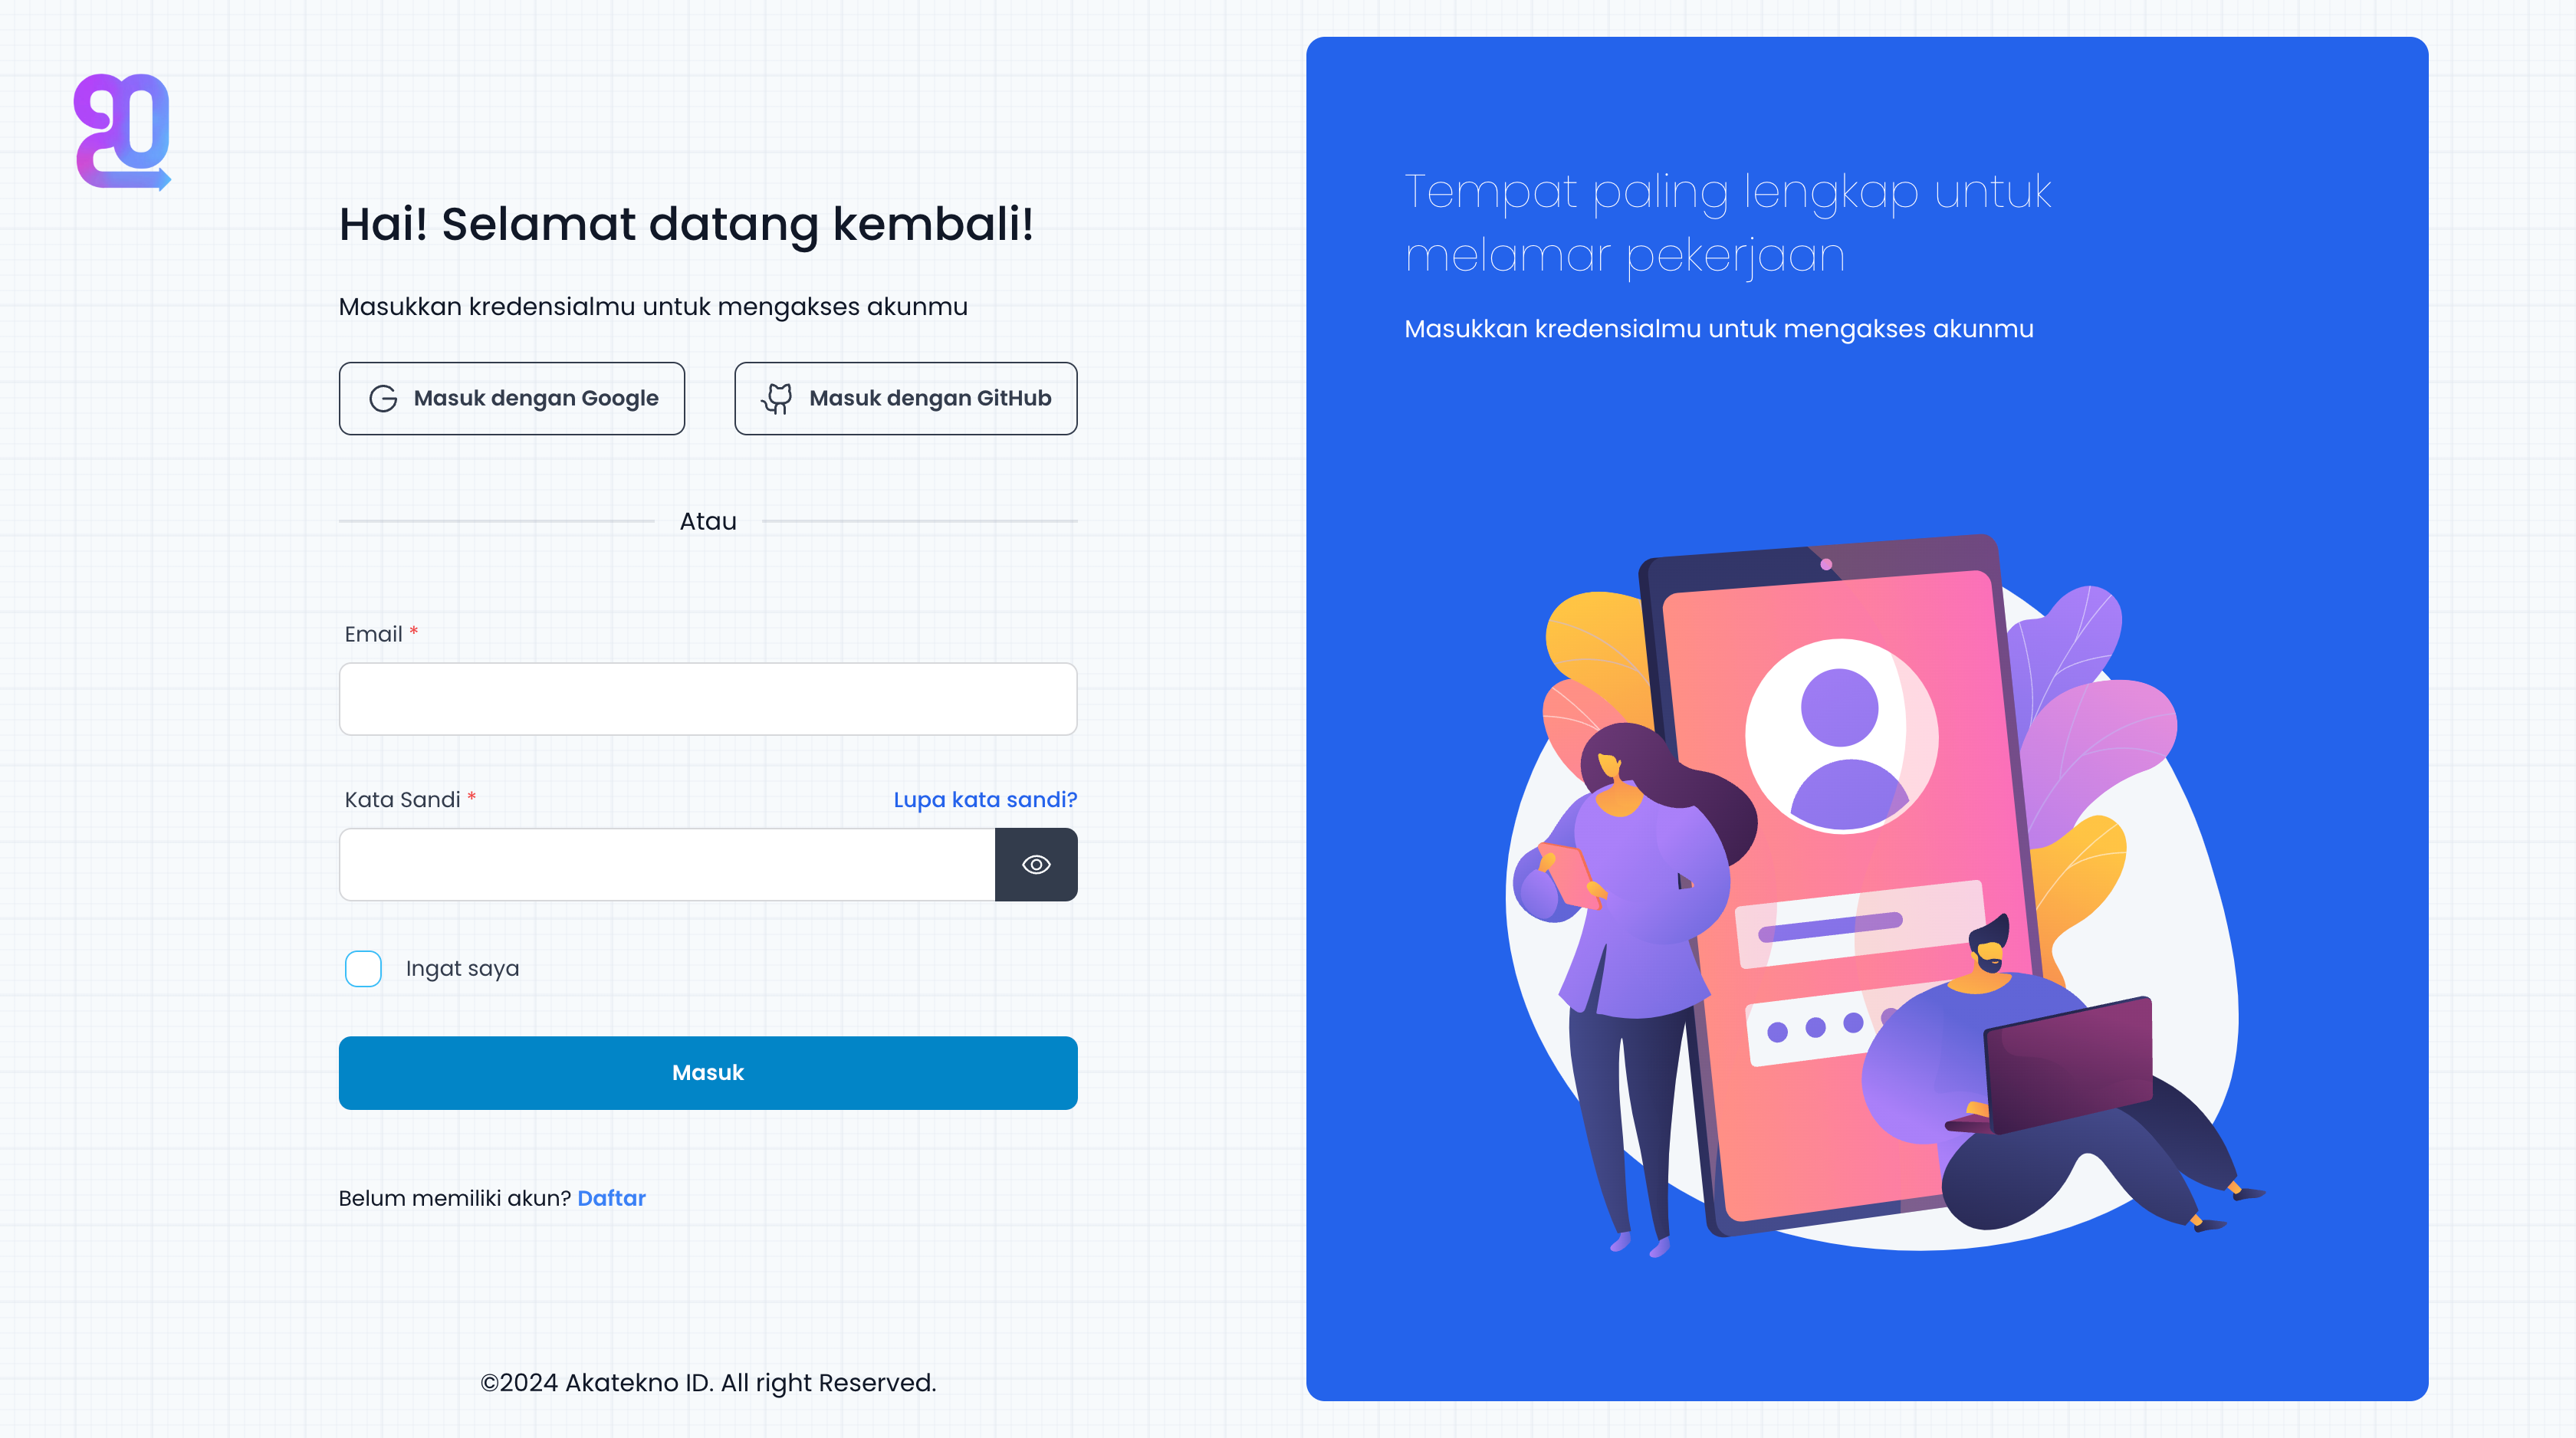 Hai! Selamat datang kembali!
Masukkan kredensialmu untuk mengakses akunmu
Masuk dengan Google
Masuk dengan GitHub
Atau
Email *
Kata Sandi *
Lupa kata sandi?
Ingat saya
Masuk
Belum memiliki akun? Daftar
©2024 Akatekno ID. All right Reserved.
Tempat paling lengkap untuk
melamar pekerjaan
Masukkan kredensialmu untuk mengakses akunmu